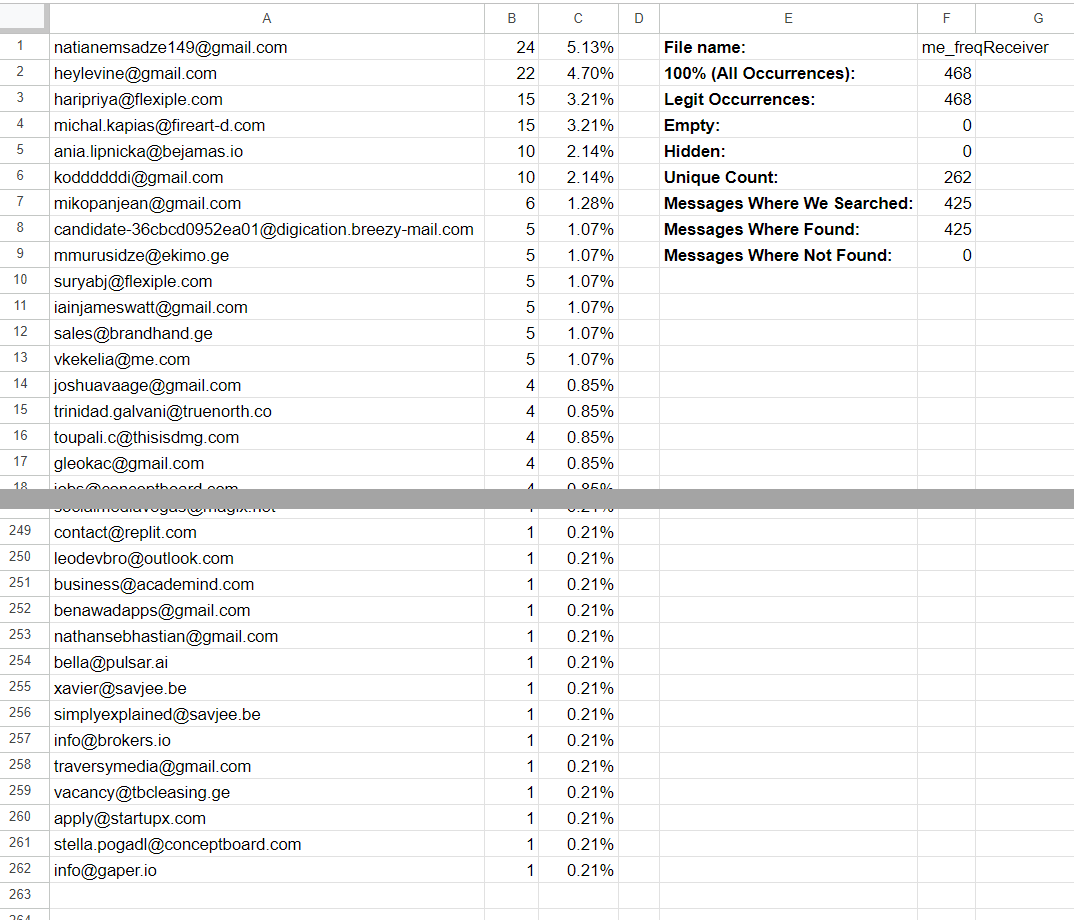 A B C D E F G
1 natianemsadze149@gmail.com 24 5.13% File name: me_freqReceiver
2 heylevine@gmail.com 22 4.70% 100% (All Occurrences): 468
3 haripriya@flexiple.com 15 3.21% Legit Occurrences: 468
4 michal.kapias@fireart-d.com 15 3.21% Empty: 0
5 ania.lipnicka@bejamas.io 10 2.14% Hidden: 0
6 koddddddi@gmail.com 10 2.14% Unique Count: 262
7 mikopanjean@gmail.com 6 1.28% Messages Where We Searched: 425
8 candidate-36cbcd0952ea01@digication.breezy-mail.com 5 1.07% Messages Where Found: 425
9 mmurusidze@ekimo.ge 5 1.07% Messages Where Not Found: 0
10 suryabj@flexiple.com 5 1.07%
11 iainjameswatt@gmail.com 5 1.07%
12 sales@brandhand.ge 5 1.07%
13 vkekelia@me.com 5 1.07%
14 joshuavaage@gmail.com 4 0.85%
15 trinidad.galvani@truenorth.co 4 0.85%
16 toupali.c@thisisdmg.com 4 0.85%
17 gleokac@gmail.com 4 0.85%
18 jobs@conceptboard.com 4 0.85%
socialmediavegas@magix.net 1 0.21%
249 contact@replit.com 1 0.21%
250 leodevbro@outlook.com 1 0.21%
251 business@academind.com 1 0.21%
252 benawadapps@gmail.com 1 0.21%
253 nathansebhastian@gmail.com 1 0.21%
254 bella@pulsar.ai 1 0.21%
255 xavier@savjee.be 1 0.21%
256 simplyexplained@savjee.be 1 0.21%
257 info@brokers.io 1 0.21%
258 traversymedia@gmail.com 1 0.21%
259 vacancy@tbcleasing.ge 1 0.21%
260 apply@startupx.com 1 0.21%
261 stella.pogadl@conceptboard.com 1 0.21%
262 info@gaper.io 1 0.21%
263
264